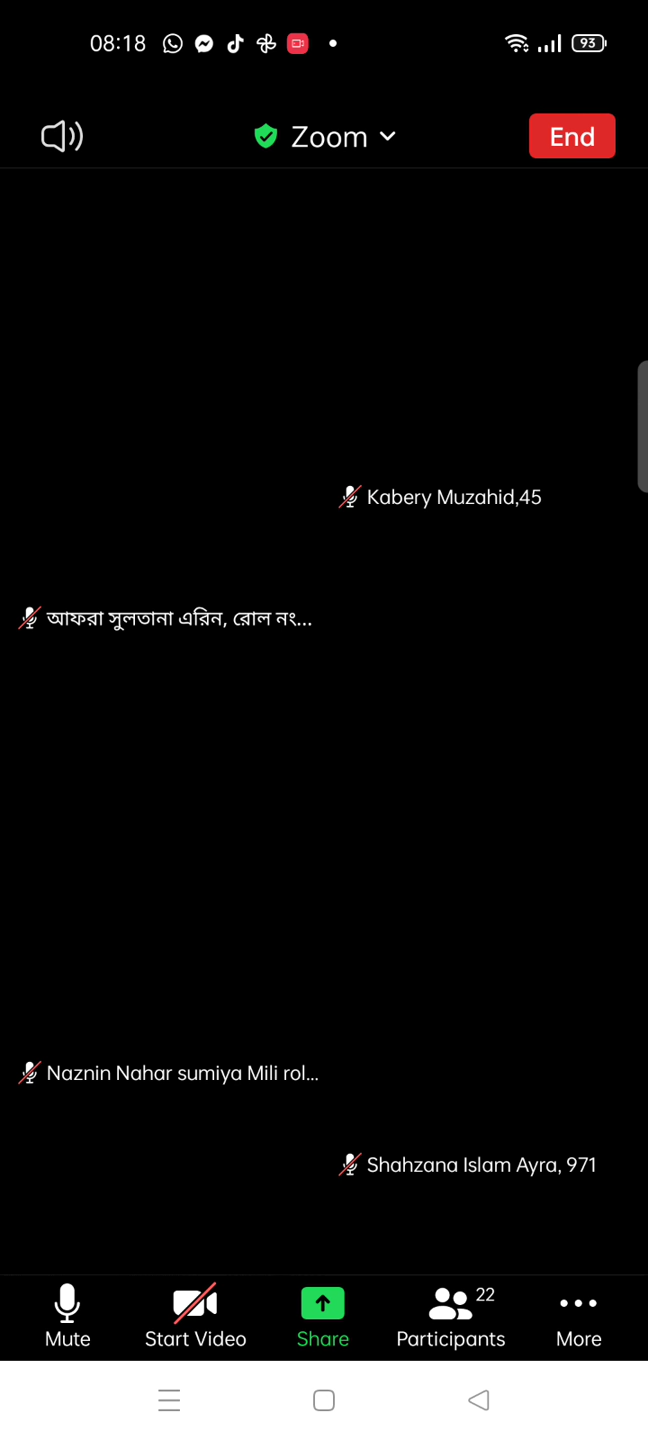 08:18
93
Zoom
End
Kabery Muzahid,45
আফরা সুলতানা এরিন, রোল নং...
Naznin Nahar sumiya Mili rol...
Shahzana Islam Ayra, 971
22
Mute
Start Video
Share
Participants
More